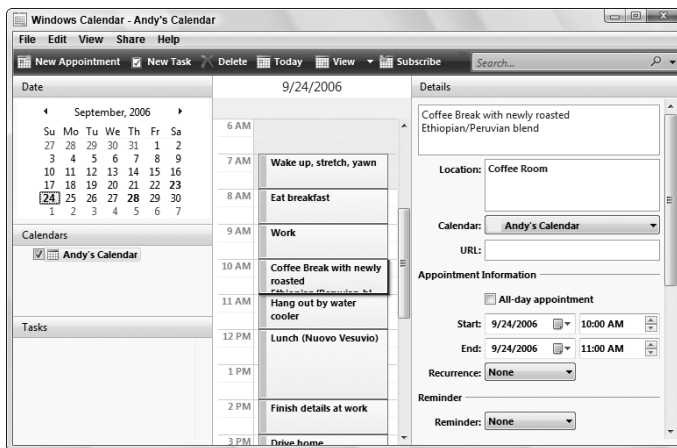 Windows Calendar - Andy's Calendar
File Edit View Share Help
New Appointment New Task Delete Today View Subscribe Search...
Date
September, 2006
Su Mo Tu We Th Fr Sa
27 28 29 30 31 1 2
3 4 5 6 7 8 9
10 11 12 13 14 15 16
17 18 19 20 21 22 23
24 25 26 27 28 29 30
1 2 3 4 5 6 7
Calendars
Andy's Calendar
Tasks
9/24/2006
6 AM
7 AM Wake up, stretch, yawn
8 AM Eat breakfast
9 AM Work
10 AM Coffee Break with newly
roasted
Ethiopian/Peruvian bl
11 AM Hang out by water
cooler
12 PM Lunch (Nuovo Vesuvio)
1 PM
2 PM Finish details at work
3 PM Drive home
Details
Coffee Break with newly roasted
Ethiopian/Peruvian blend
Location: Coffee Room
Calendar: Andy's Calendar
URL:
Appointment Information
All-day appointment
Start: 9/24/2006 10:00 AM
End: 9/24/2006 11:00 AM
Recurrence: None
Reminder
Reminder: None